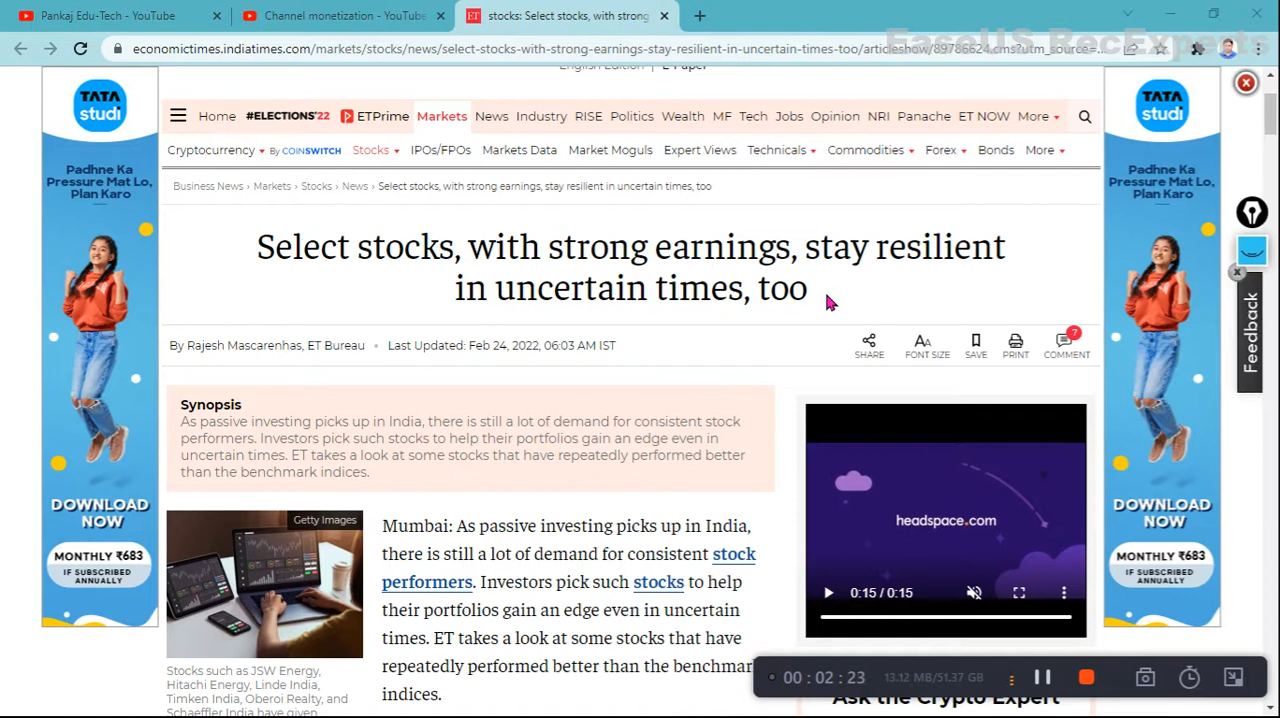 Pankaj Edu-Tech - YouTube
Channel monetization - YouTube
ET stocks: Select stocks, with strong
economictimes.indiatimes.com/markets/stocks/news/select-stocks-with-strong-earnings-stay-resilient-in-uncertain-times-too/articleshow/89786624.cms?utm_source=...
EaseUS RecExperts
English Edition | E-Paper
Home #ELECTIONS'22 ETPrime Markets News Industry RISE Politics Wealth MF Tech Jobs Opinion NRI Panache ET NOW More
Cryptocurrency By COINSWITCH Stocks IPOs/FPOs Markets Data Market Moguls Expert Views Technicals Commodities Forex Bonds More
Business News › Markets › Stocks › News › Select stocks, with strong earnings, stay resilient in uncertain times, too
Select stocks, with strong earnings, stay resilient
in uncertain times, too
By Rajesh Mascarenhas, ET Bureau • Last Updated: Feb 24, 2022, 06:03 AM IST
SHARE
AA
FONT SIZE
SAVE
PRINT
7
COMMENT
Synopsis
As passive investing picks up in India, there is still a lot of demand for consistent stock
performers. Investors pick such stocks to help their portfolios gain an edge even in
uncertain times. ET takes a look at some stocks that have repeatedly performed better
than the benchmark indices.
Getty Images
Stocks such as JSW Energy,
Hitachi Energy, Linde India,
Timken India, Oberoi Realty, and
Schaeffler India have given
Mumbai: As passive investing picks up in India,
there is still a lot of demand for consistent stock
performers. Investors pick such stocks to help
their portfolios gain an edge even in uncertain
times. ET takes a look at some stocks that have
repeatedly performed better than the benchmar
indices.
headspace.com
0:15 / 0:15
00:02:23
13.12 MB/51.37 GB
Ask the Crypto Expert
TATA
studi
Padhne Ka
Pressure Mat Lo,
Plan Karo
DOWNLOAD
NOW
MONTHLY ₹683
IF SUBSCRIBED
ANNUALLY
TATA
studi
Padhne Ka
Pressure Mat Lo,
Plan Karo
DOWNLOAD
NOW
MONTHLY ₹683
IF SUBSCRIBED
ANNUALLY
Feedback